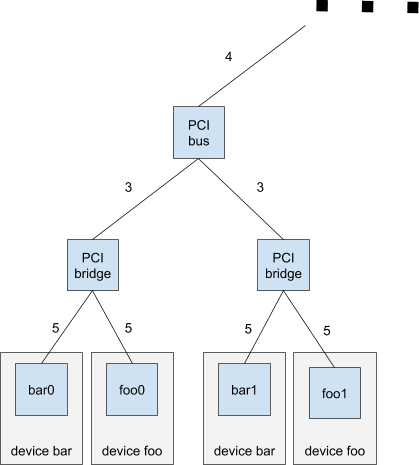 4
PCI
bus
3
3
PCI
bridge
PCI
bridge
5
5
5
5
bar0
foo0
bar1
foo1
device bar
device foo
device bar
device foo